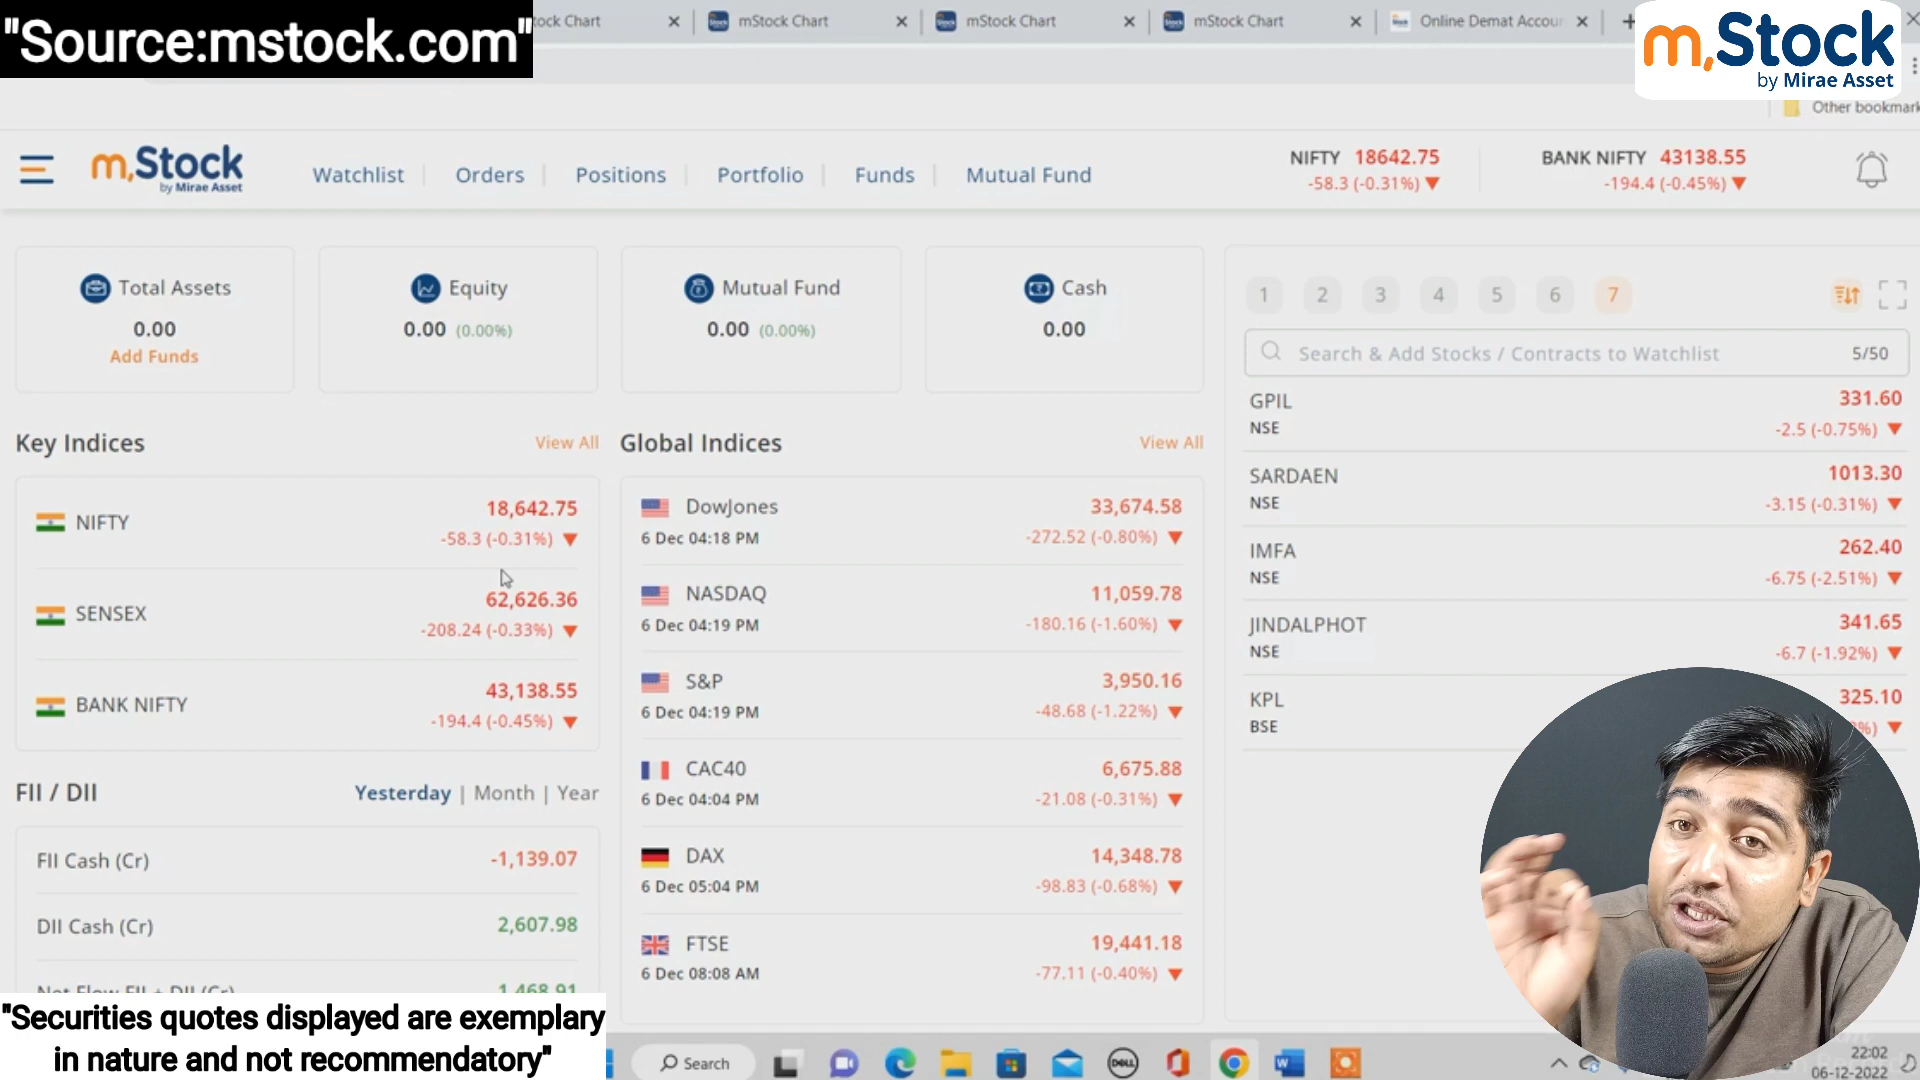 "Source:mstock.com"
tock Chart
mStock Chart
mStock Chart
mStock Chart
Online Demat Accour
m.Stock
by Mirae Asset
Other bookmark
m.Stock
by Mirae Asset
Watchlist
Orders
Positions
Portfolio
Funds
Mutual Fund
NIFTY 18642.75
-58.3 (-0.31%)
BANK NIFTY 43138.55
-194.4 (-0.45%)
Total Assets
0.00
Add Funds
Equity
0.00 (0.00%)
Mutual Fund
0.00 (0.00%)
Cash
0.00
1 2 3 4 5 6 7
Search & Add Stocks / Contracts to Watchlist 5/50
GPIL 331.60
NSE -2.5 (-0.75%)
SARDAEN 1013.30
NSE -3.15 (-0.31%)
IMFA 262.40
NSE -6.75 (-2.51%)
JINDALPHOT 341.65
NSE -6.7 (-1.92%)
KPL 325.10
BSE %)
Key Indices View All
NIFTY 18,642.75
-58.3 (-0.31%)
SENSEX 62,626.36
-208.24 (-0.33%)
BANK NIFTY 43,138.55
-194.4 (-0.45%)
FII / DII Yesterday | Month | Year
FII Cash (Cr) -1,139.07
DII Cash (Cr) 2,607.98
Net Flow FII + DII (Cr) 1,468.91
Global Indices View All
DowJones 33,674.58
6 Dec 04:18 PM -272.52 (-0.80%)
NASDAQ 11,059.78
6 Dec 04:19 PM -180.16 (-1.60%)
S&P 3,950.16
6 Dec 04:19 PM -48.68 (-1.22%)
CAC40 6,675.88
6 Dec 04:04 PM -21.08 (-0.31%)
DAX 14,348.78
6 Dec 05:04 PM -98.83 (-0.68%)
FTSE 19,441.18
6 Dec 08:08 AM -77.11 (-0.40%)
"Securities quotes displayed are exemplary
in nature and not recommendatory"
Search
DELL
22:02
06-12-2022